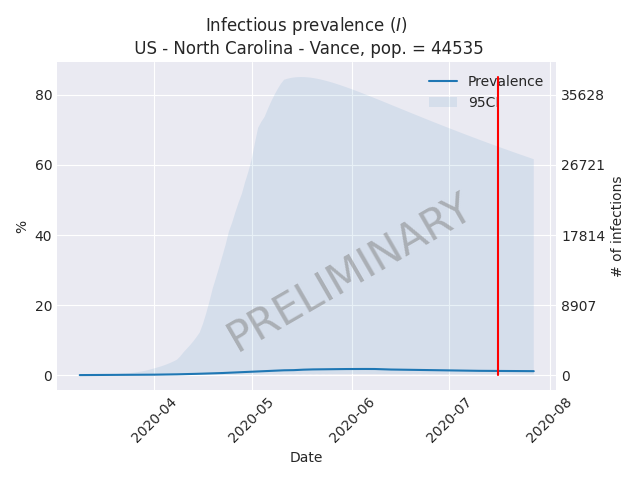 Infectious prevalence (I)
US - North Carolina - Vance, pop. = 44535
Prevalence
95CI
80
60
40
20
0
%
35628
26721
17814
8907
0
# of infections
PRELIMINARY
2020-04
2020-05
2020-06
2020-07
2020-08
Date